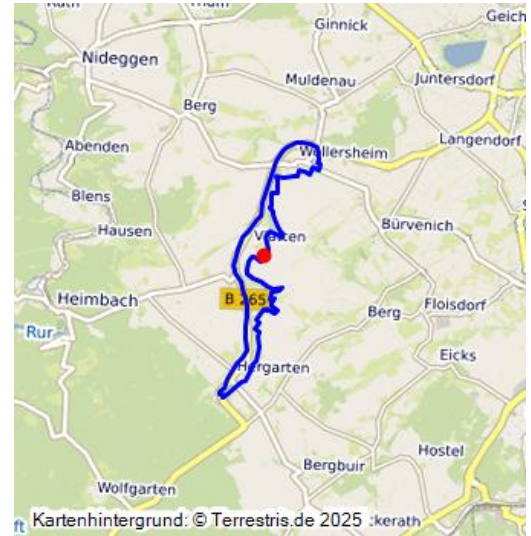 Ginnick
Geich
Nideggen
Muldenau
Juntersdorf
Berg
Abenden
Wollersheim
Langendorf
Blens
Vlatten
Bürvenich
Hausen
Heimbach
B 265
Berg
Floisdorf
Rur
Hergarten
Eicks
Hostel
Bergbuir
Wolfgarten
Kartenhintergrund: © Terrestris.de 2025